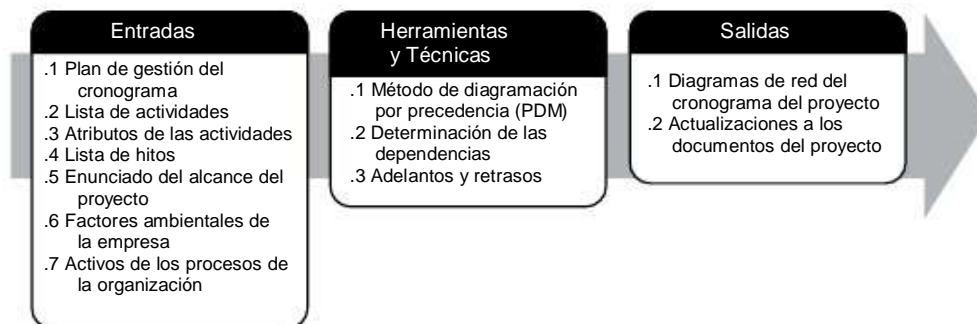 Entradas
.1 Plan de gestión del
cronograma
.2 Lista de actividades
.3 Atributos de las actividades
.4 Lista de hitos
.5 Enunciado del alcance del
proyecto
.6 Factores ambientales de
la empresa
.7 Activos de los procesos de
la organización
Herramientas
y Técnicas
.1 Método de diagramación
por precedencia (PDM)
.2 Determinación de las
dependencias
.3 Adelantos y retrasos
Salidas
.1 Diagramas de red del
cronograma del proyecto
.2 Actualizaciones a los
documentos del proyecto